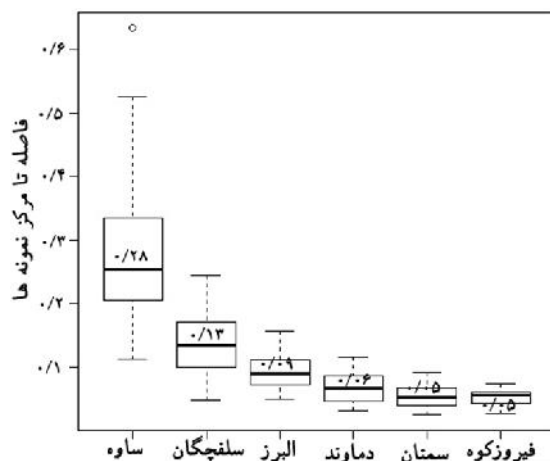 فاصله تا مرکز نمونه ها
۰/۶
۰/۵
۰/۴
۰/۳
۰/۲
۰/۱
۰/۲۸
۰/۱۳
۰/۰۹
۰/۰۶
۰/۰۵
۰/۰۵
ساوه
سلفچگان
البرز
دماوند
سمنان
فیروزکوه